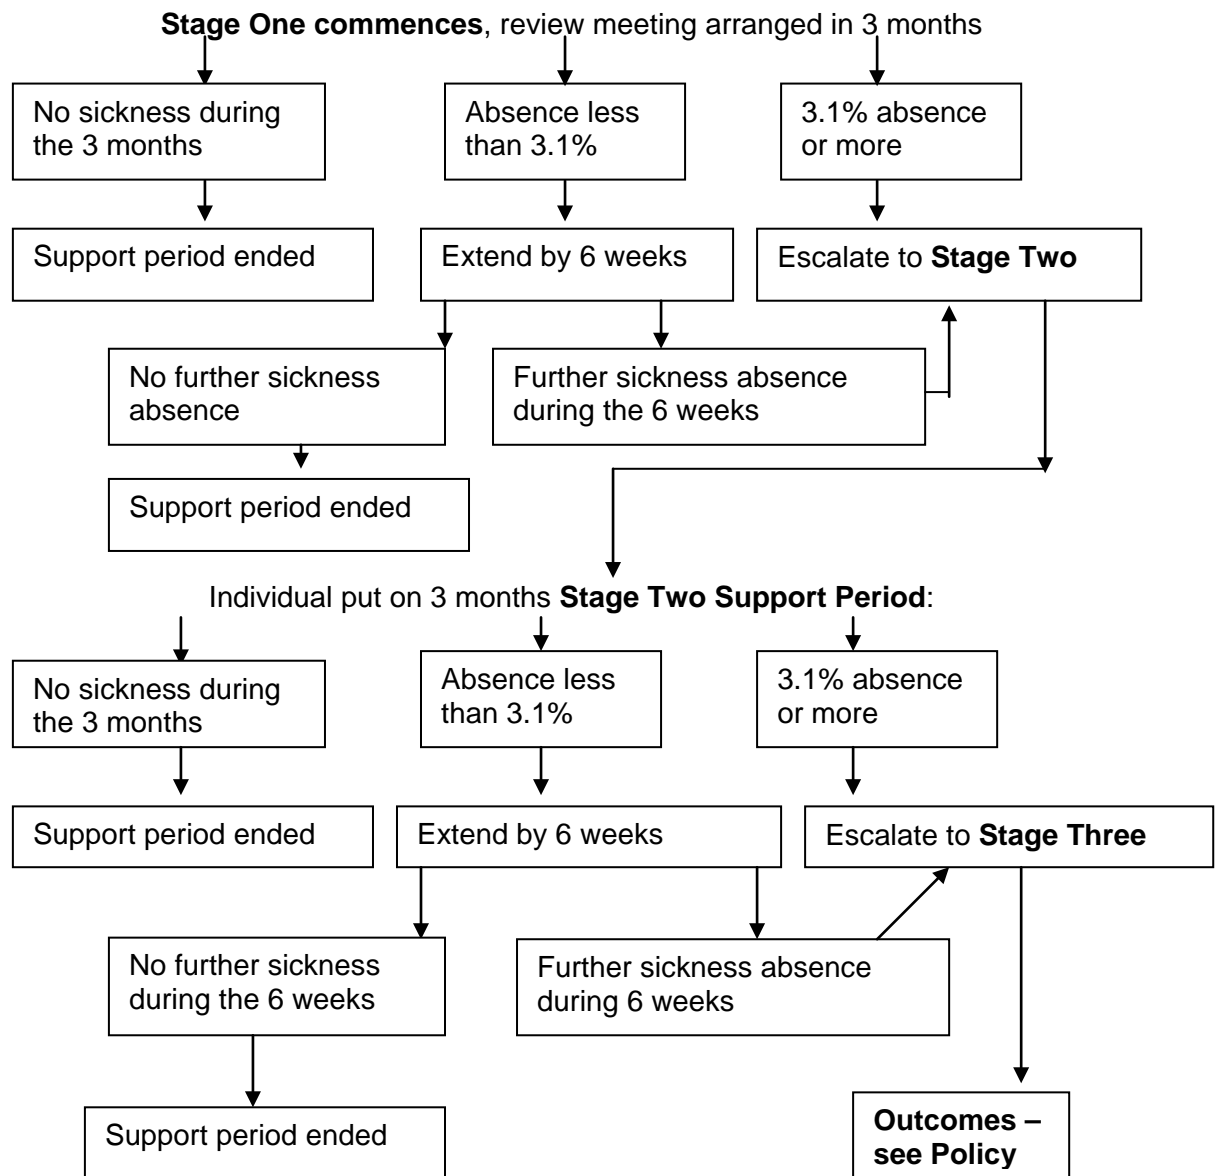 Stage One commences, review meeting arranged in 3 months
No sickness during
the 3 months
Absence less
than 3.1%
3.1% absence
or more
Support period ended
Extend by 6 weeks
Escalate to Stage Two
No further sickness
absence
Further sickness absence
during the 6 weeks
Support period ended
Individual put on 3 months Stage Two Support Period:
No sickness during
the 3 months
Absence less
than 3.1%
3.1% absence
or more
Support period ended
Extend by 6 weeks
Escalate to Stage Three
No further sickness
during the 6 weeks
Further sickness absence
during 6 weeks
Support period ended
Outcomes –
see Policy